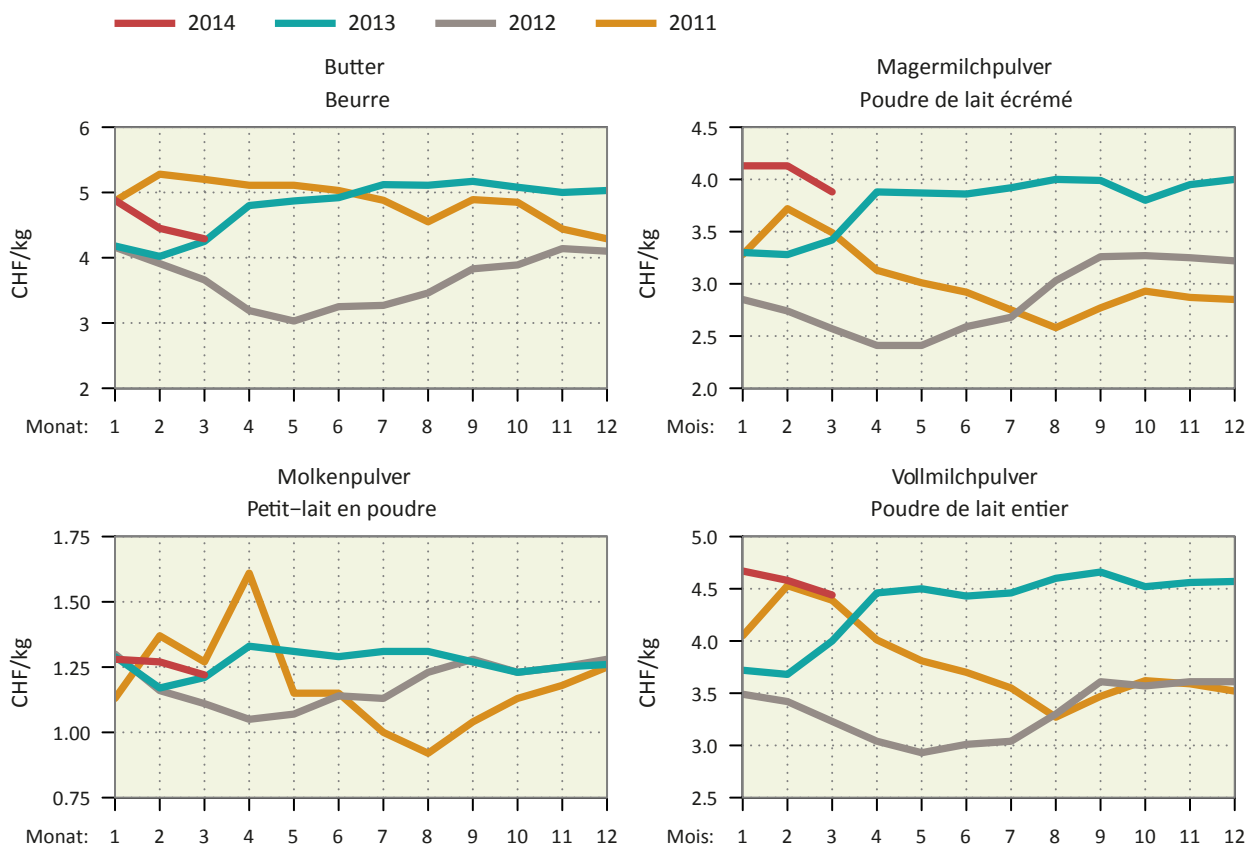 2014 2013 2012 2011
Butter
Beurre
CHF/kg
6
5
4
3
2
Monat: 1 2 3 4 5 6 7 8 9 10 11 12
Magermilchpulver
Poudre de lait écrémé
CHF/kg
4.5
4.0
3.5
3.0
2.5
2.0
Mois: 1 2 3 4 5 6 7 8 9 10 11 12
Molkenpulver
Petit−lait en poudre
CHF/kg
1.75
1.50
1.25
1.00
0.75
Monat: 1 2 3 4 5 6 7 8 9 10 11 12
Vollmilchpulver
Poudre de lait entier
CHF/kg
5.0
4.5
4.0
3.5
3.0
2.5
Mois: 1 2 3 4 5 6 7 8 9 10 11 12